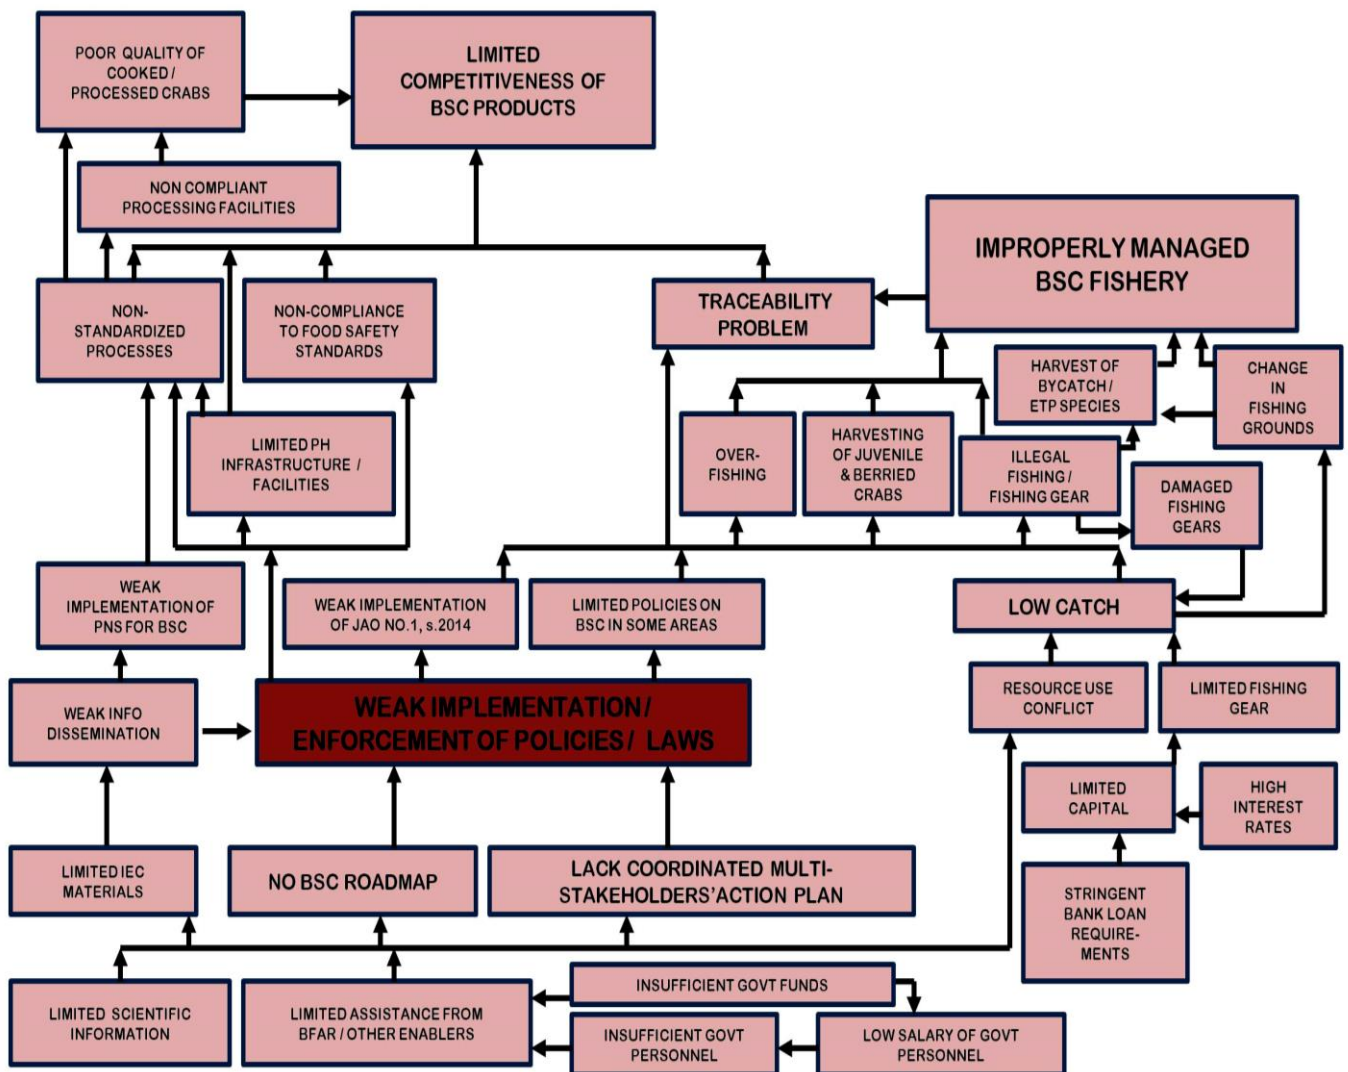 POOR QUALITY OF
COOKED /
PROCESSED CRABS
LIMITED
COMPETITIVENESS OF
BSC PRODUCTS
NON COMPLIANT
PROCESSING FACILITIES
IMPROPERLY MANAGED
BSC FISHERY
NON-
STANDARDIZED
PROCESSES
NON-COMPLIANCE
TO FOOD SAFETY
STANDARDS
TRACEABILITY
PROBLEM
HARVEST OF
BYCATCH /
ETP SPECIES
CHANGE
IN
FISHING
GROUNDS
LIMITED PH
INFRASTRUCTURE /
FACILITIES
OVER-
FISHING
HARVESTING
OF JUVENILE
& BERRIED
CRABS
ILLEGAL
FISHING /
FISHING GEAR
DAMAGED
FISHING
GEARS
WEAK
IMPLEMENTATION OF
PNS FOR BSC
WEAK IMPLEMENTATION
OF JAO NO.1, s.2014
LIMITED POLICIES ON
BSC IN SOME AREAS
LOW CATCH
WEAK INFO
DISSEMINATION
WEAK IMPLEMENTATION /
ENFORCEMENT OF POLICIES / LAWS
RESOURCE USE
CONFLICT
LIMITED FISHING
GEAR
LIMITED
CAPITAL
HIGH
INTEREST
RATES
LIMITED IEC
MATERIALS
NO BSC ROADMAP
LACK COORDINATED MULTI-
STAKEHOLDERS' ACTION PLAN
STRINGENT
BANK LOAN
REQUIRE-
MENTS
LIMITED SCIENTIFIC
INFORMATION
LIMITED ASSISTANCE FROM
BFAR / OTHER ENABLERS
INSUFFICIENT GOVT FUNDS
INSUFFICIENT GOVT
PERSONNEL
LOW SALARY OF GOVT
PERSONNEL